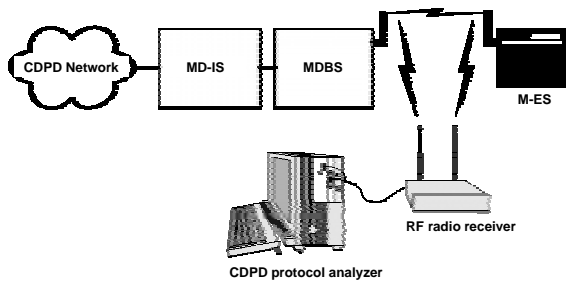 CDPD Network
MD-IS
MDBS
M-ES
RF radio receiver
CDPD protocol analyzer